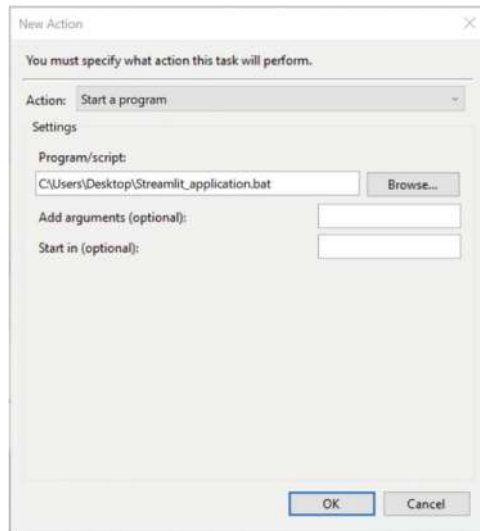 New Action
You must specify what action this task will perform.
Action: Start a program
Settings
Program/script:
C:\Users\Desktop\Streamlit_application.bat Browse...
Add arguments (optional):
Start in (optional):
OK Cancel